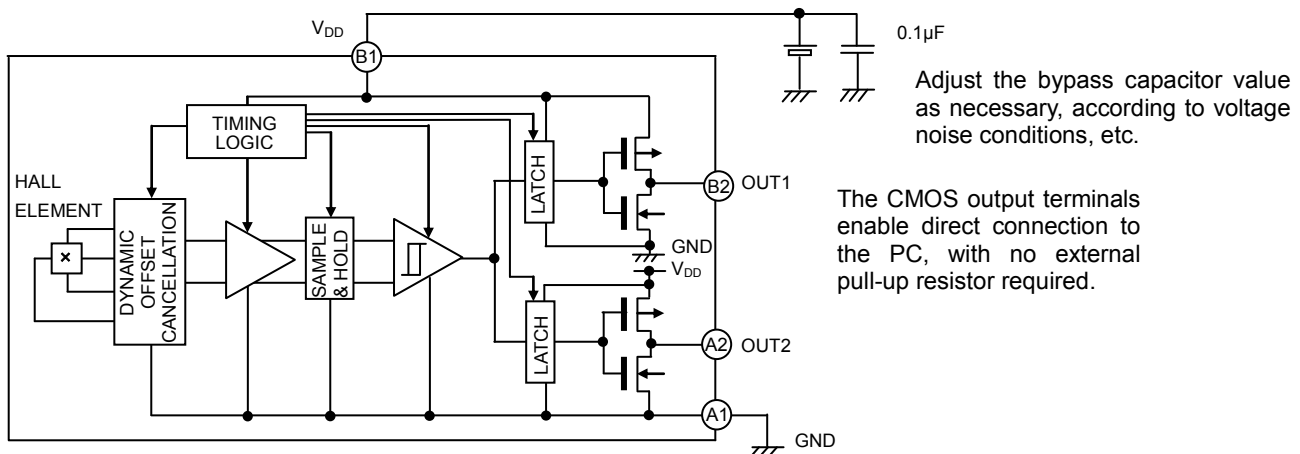 V_DD
B1
0.1µF
Adjust the bypass capacitor value
as necessary, according to voltage
noise conditions, etc.
TIMING
LOGIC
HALL
ELEMENT
×
DYNAMIC
OFFSET
CANCELLATION
SAMPLE
& HOLD
LATCH
B2
OUT1
GND
The CMOS output terminals
enable direct connection to
the PC, with no external
pull-up resistor required.
V_DD
LATCH
A2
OUT2
A1
GND